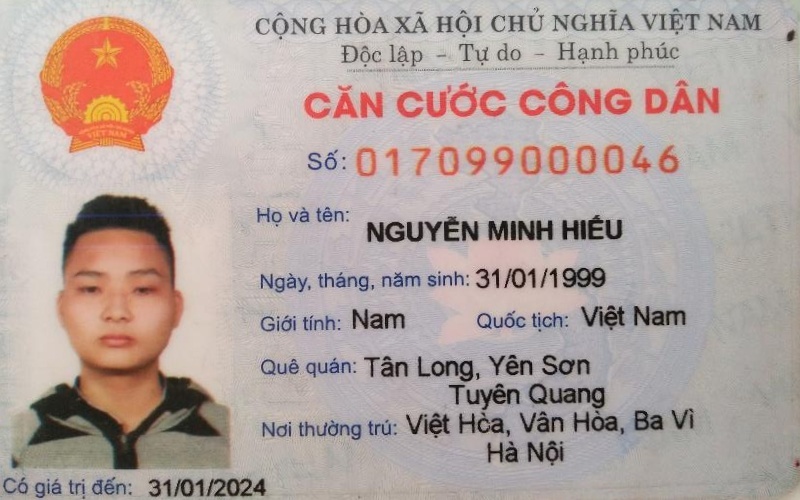 CỘNG HÒA XÃ HỘI CHỦ NGHĨA VIỆT NAM
Độc lập – Tự do – Hạnh phúc
CĂN CƯỚC CÔNG DÂN
Số: 017099000046
Họ và tên: NGUYỄN MINH HIẾU
Ngày, tháng, năm sinh: 31/01/1999
Giới tính: Nam Quốc tịch: Việt Nam
Quê quán: Tân Long, Yên Sơn
Tuyên Quang
Nơi thường trú: Việt Hòa, Vân Hòa, Ba Vì
Hà Nội
Có giá trị đến: 31/01/2024